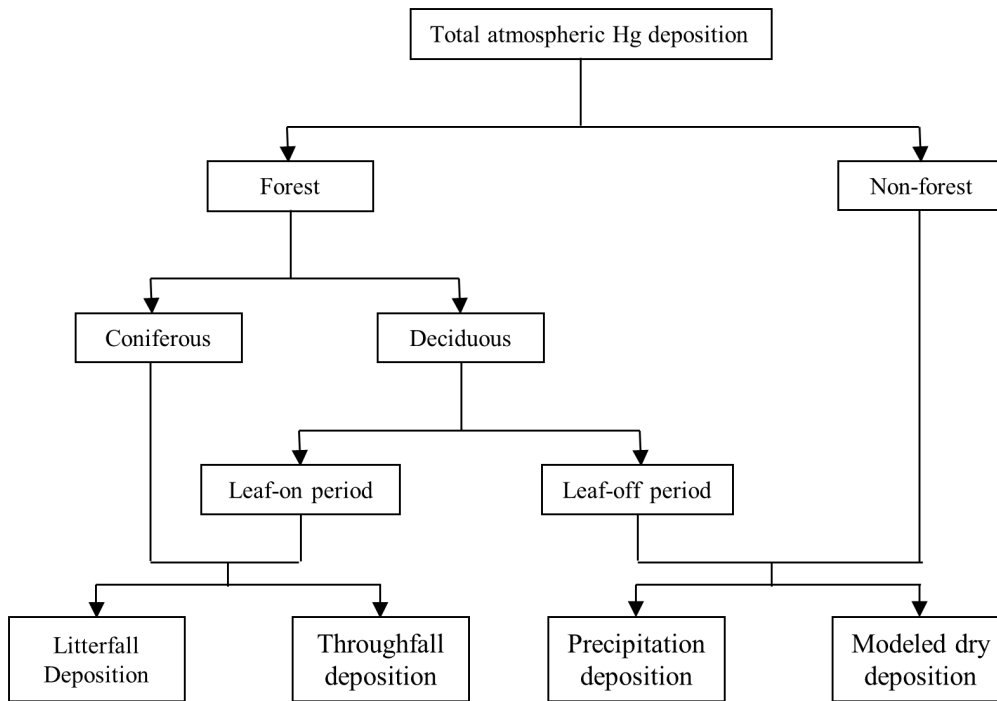 Total atmospheric Hg deposition
Forest
Non-forest
Coniferous
Deciduous
Leaf-on period
Leaf-off period
Litterfall
Deposition
Throughfall
deposition
Precipitation
deposition
Modeled dry
deposition